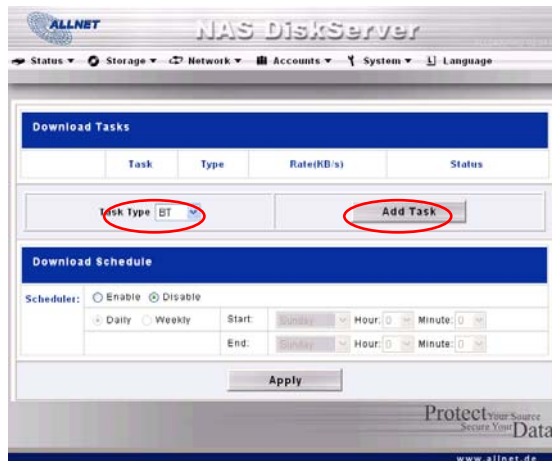 ALLNET
NAS DiskServer
Status Storage Network Accounts System Language
Download Tasks
Task Type Rate(KB/s) Status
Task Type BT Add Task
Download Schedule
Scheduler: Enable Disable
Daily Weekly Start: Sunday Hour: 0 Minute: 0
End: Sunday Hour: 0 Minute: 0
Apply
Protect Your Source
Secure Your Data
www.allnet.de